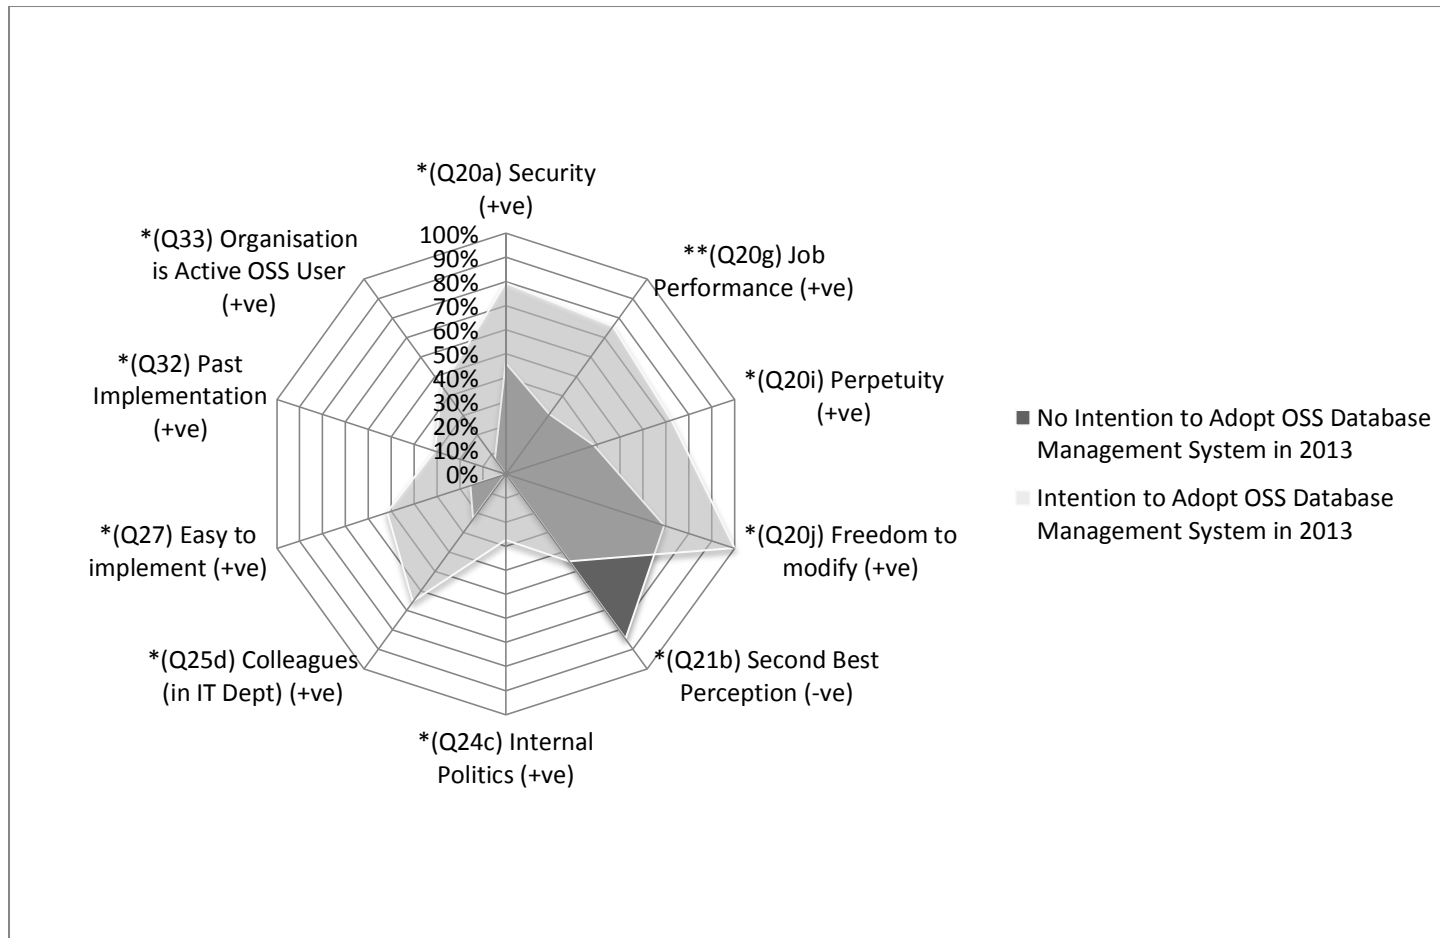 *(Q20a) Security
(+ve)
**(Q20g) Job
Performance (+ve)
*(Q20i) Perpetuity
(+ve)
*(Q20j) Freedom to
modify (+ve)
*(Q21b) Second Best
Perception (-ve)
*(Q24c) Internal
Politics (+ve)
*(Q25d) Colleagues
(in IT Dept) (+ve)
*(Q27) Easy to
implement (+ve)
*(Q32) Past
Implementation
(+ve)
*(Q33) Organisation
is Active OSS User
(+ve)
100%
90%
80%
70%
60%
50%
40%
30%
20%
10%
0%
No Intention to Adopt OSS Database
Management System in 2013
Intention to Adopt OSS Database
Management System in 2013